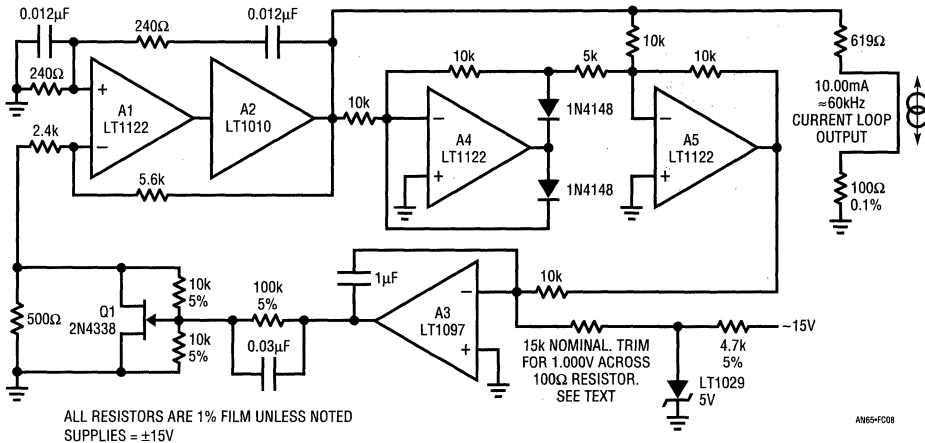 0.012µF
240Ω
0.012µF
240Ω
A1
LT1122
+
–
A2
LT1010
2.4k
5.6k
10k
10k
5k
10k
10k
A4
LT1122
–
+
1N4148
1N4148
A5
LT1122
–
+
619Ω
10.00mA
≈60kHz
CURRENT LOOP
OUTPUT
100Ω
0.1%
500Ω
Q1
2N4338
10k
5%
10k
5%
100k
5%
0.03µF
1µF
A3
LT1097
–
+
10k
15k NOMINAL. TRIM
FOR 1.000V ACROSS
100Ω RESISTOR.
SEE TEXT
4.7k
5%
~15V
LT1029
5V
ALL RESISTORS ARE 1% FILM UNLESS NOTED
SUPPLIES = ±15V
AN65•FC08